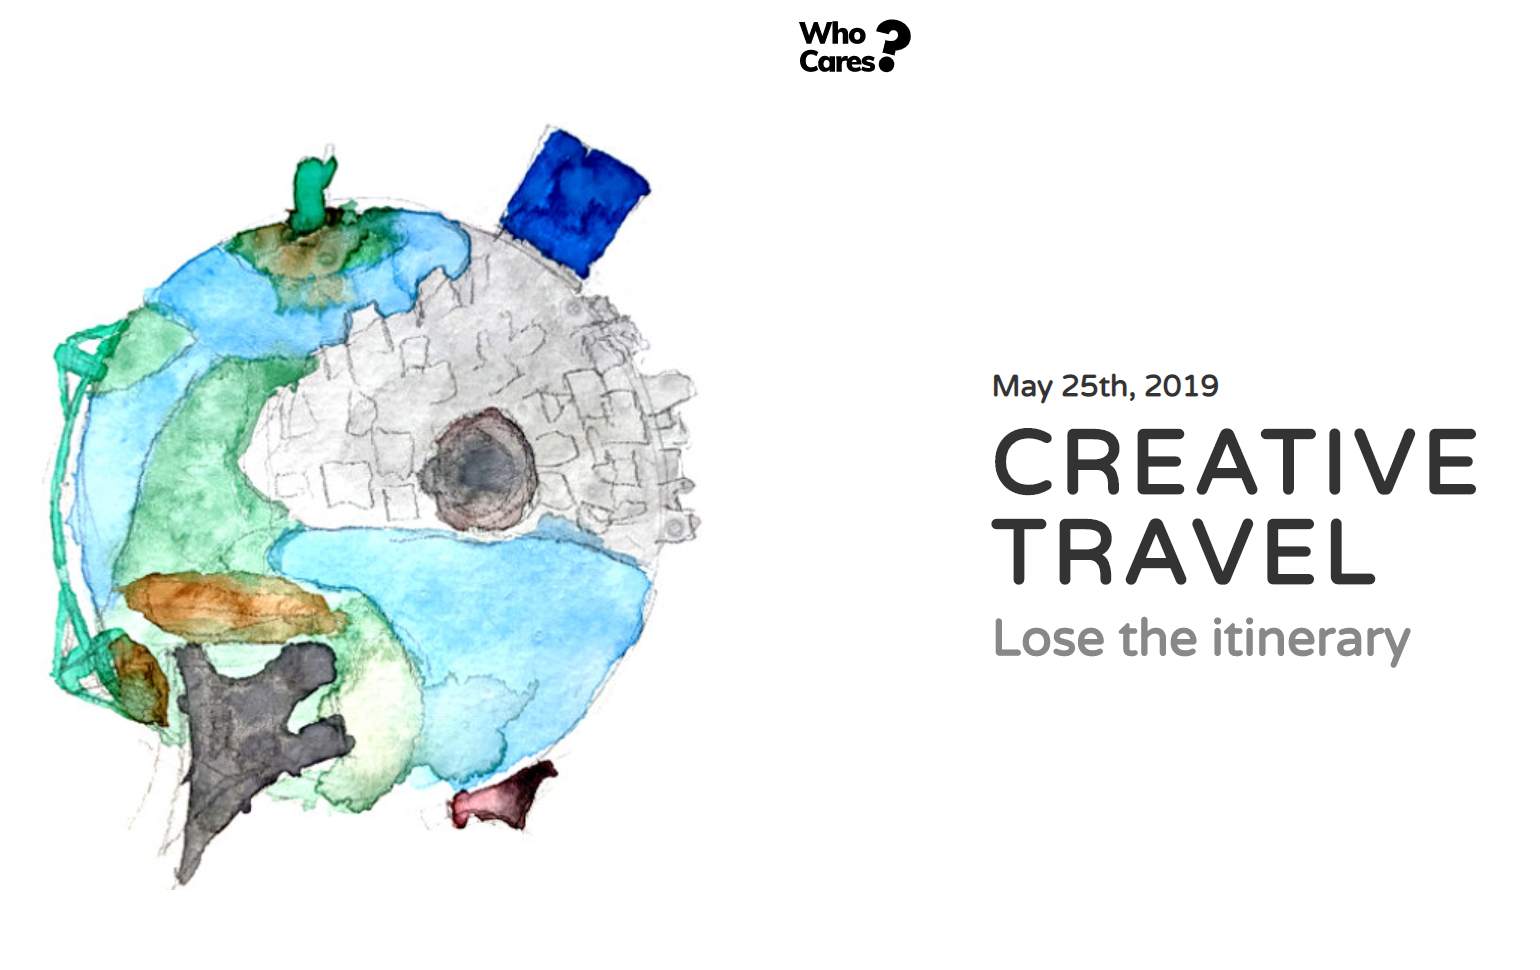 Who
Cares?
May 25th, 2019
CREATIVE
TRAVEL
Lose the itinerary